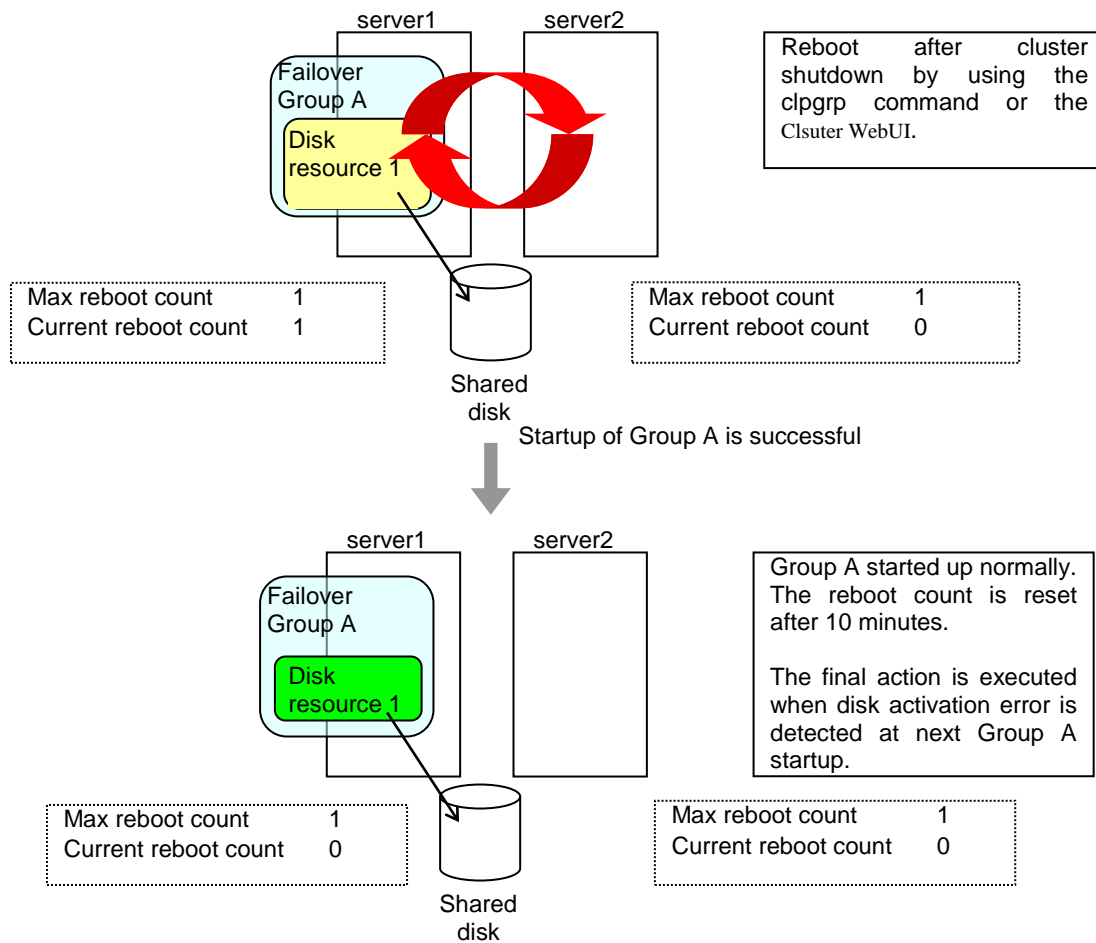 server1
server2
Failover
Group A
Disk
resource 1
Reboot after cluster
shutdown by using the
clpgrp command or the
Clsuter WebUI.
Max reboot count 1
Current reboot count 1
Max reboot count 1
Current reboot count 0
Shared
disk
Startup of Group A is successful
server1
server2
Failover
Group A
Disk
resource 1
Group A started up normally.
The reboot count is reset
after 10 minutes.
The final action is executed
when disk activation error is
detected at next Group A
startup.
Max reboot count 1
Current reboot count 0
Max reboot count 1
Current reboot count 0
Shared
disk